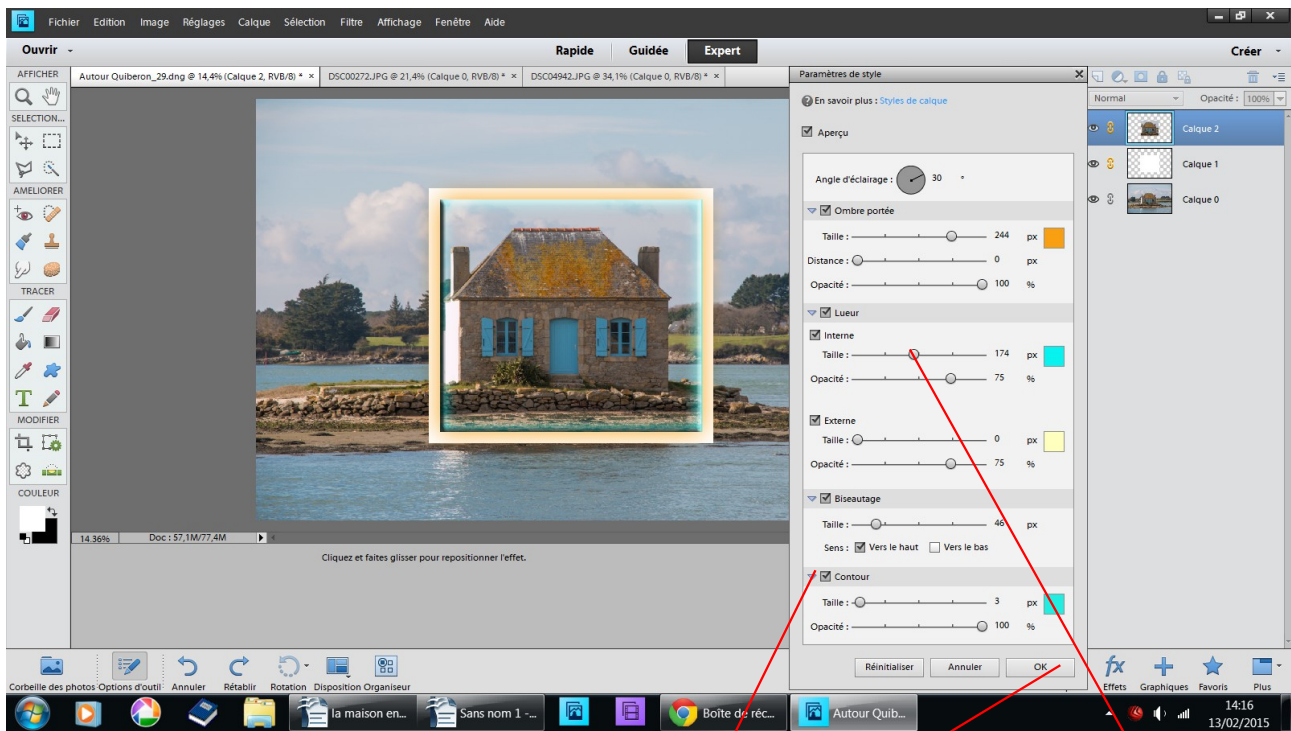 Fichier Edition Image Réglages Calque Sélection Filtre Affichage Fenêtre Aide
Ouvrir
Rapide Guidée Expert
Créer
AFFICHER
Autour Quiberon_29.dng @ 14,4% (Calque 2, RVB/8) * ×
DSC00272.JPG @ 21,4% (Calque 0, RVB/8) * ×
DSC04942.JPG @ 34,1% (Calque 0, RVB/8) * ×
SELECTION...
AMELIORER
TRACER
MODIFIER
COULEUR
Paramètres de style
En savoir plus : Styles de calque
Aperçu
Angle d'éclairage : 30 °
Ombre portée
Taille : 244 px
Distance : 0 px
Opacité : 100 %
Lueur
Interne
Taille : 174 px
Opacité : 75 %
Externe
Taille : 0 px
Opacité : 75 %
Biseautage
Taille : 46 px
Sens : Vers le haut Vers le bas
Contour
Taille : 3 px
Opacité : 100 %
Réinitialiser Annuler OK
Normal Opacité : 100%
Calque 2
Calque 1
Calque 0
14.36% Doc : 57,1M/77,4M
Cliquez et faites glisser pour repositionner l'effet.
Corbeille des photos Options d'outil Annuler Rétablir Rotation Disposition Organiseur
fx
Effets Graphiques Favoris Plus
la maison en... Sans nom 1 -... Boîte de réc... Autour Quib...
14:16
13/02/2015